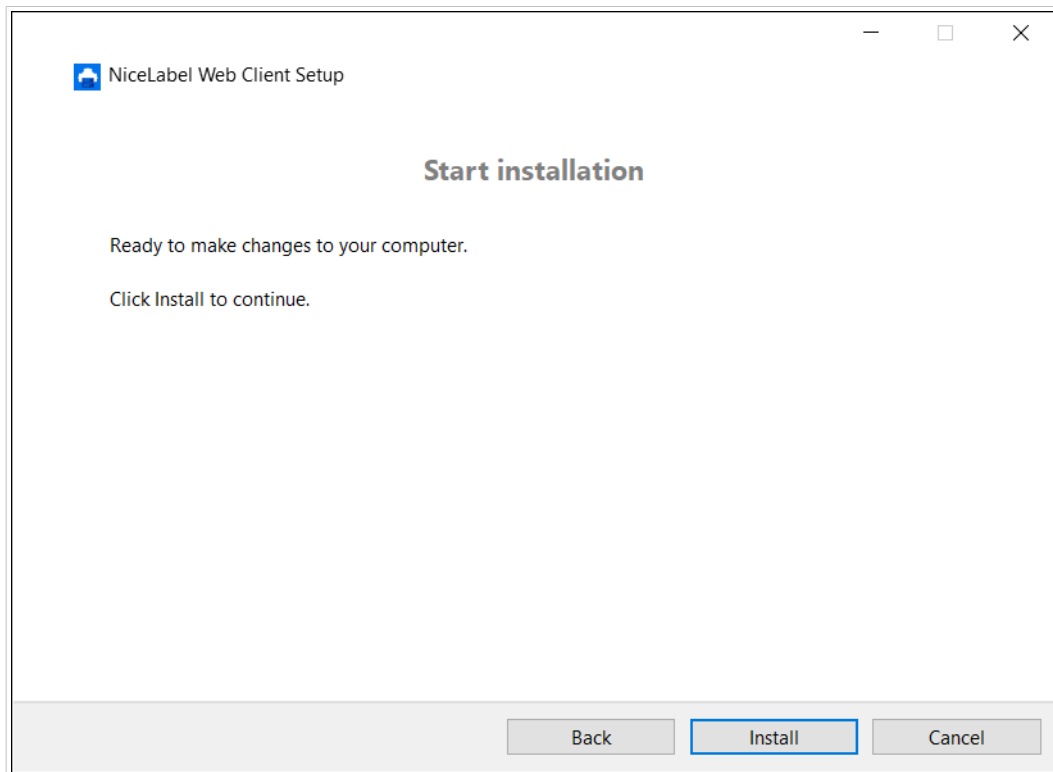 NiceLabel Web Client Setup
Start installation
Ready to make changes to your computer.
Click Install to continue.
Back
Install
Cancel